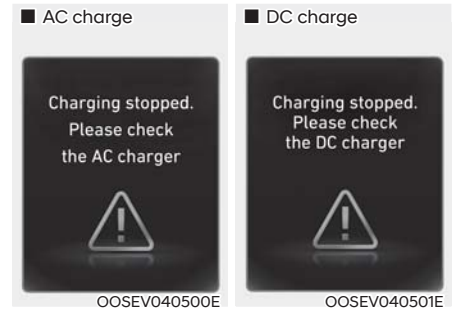 ■ AC charge
Charging stopped.
Please check
the AC charger
OOSEV040500E
■ DC charge
Charging stopped.
Please check
the DC charger
OOSEV040501E